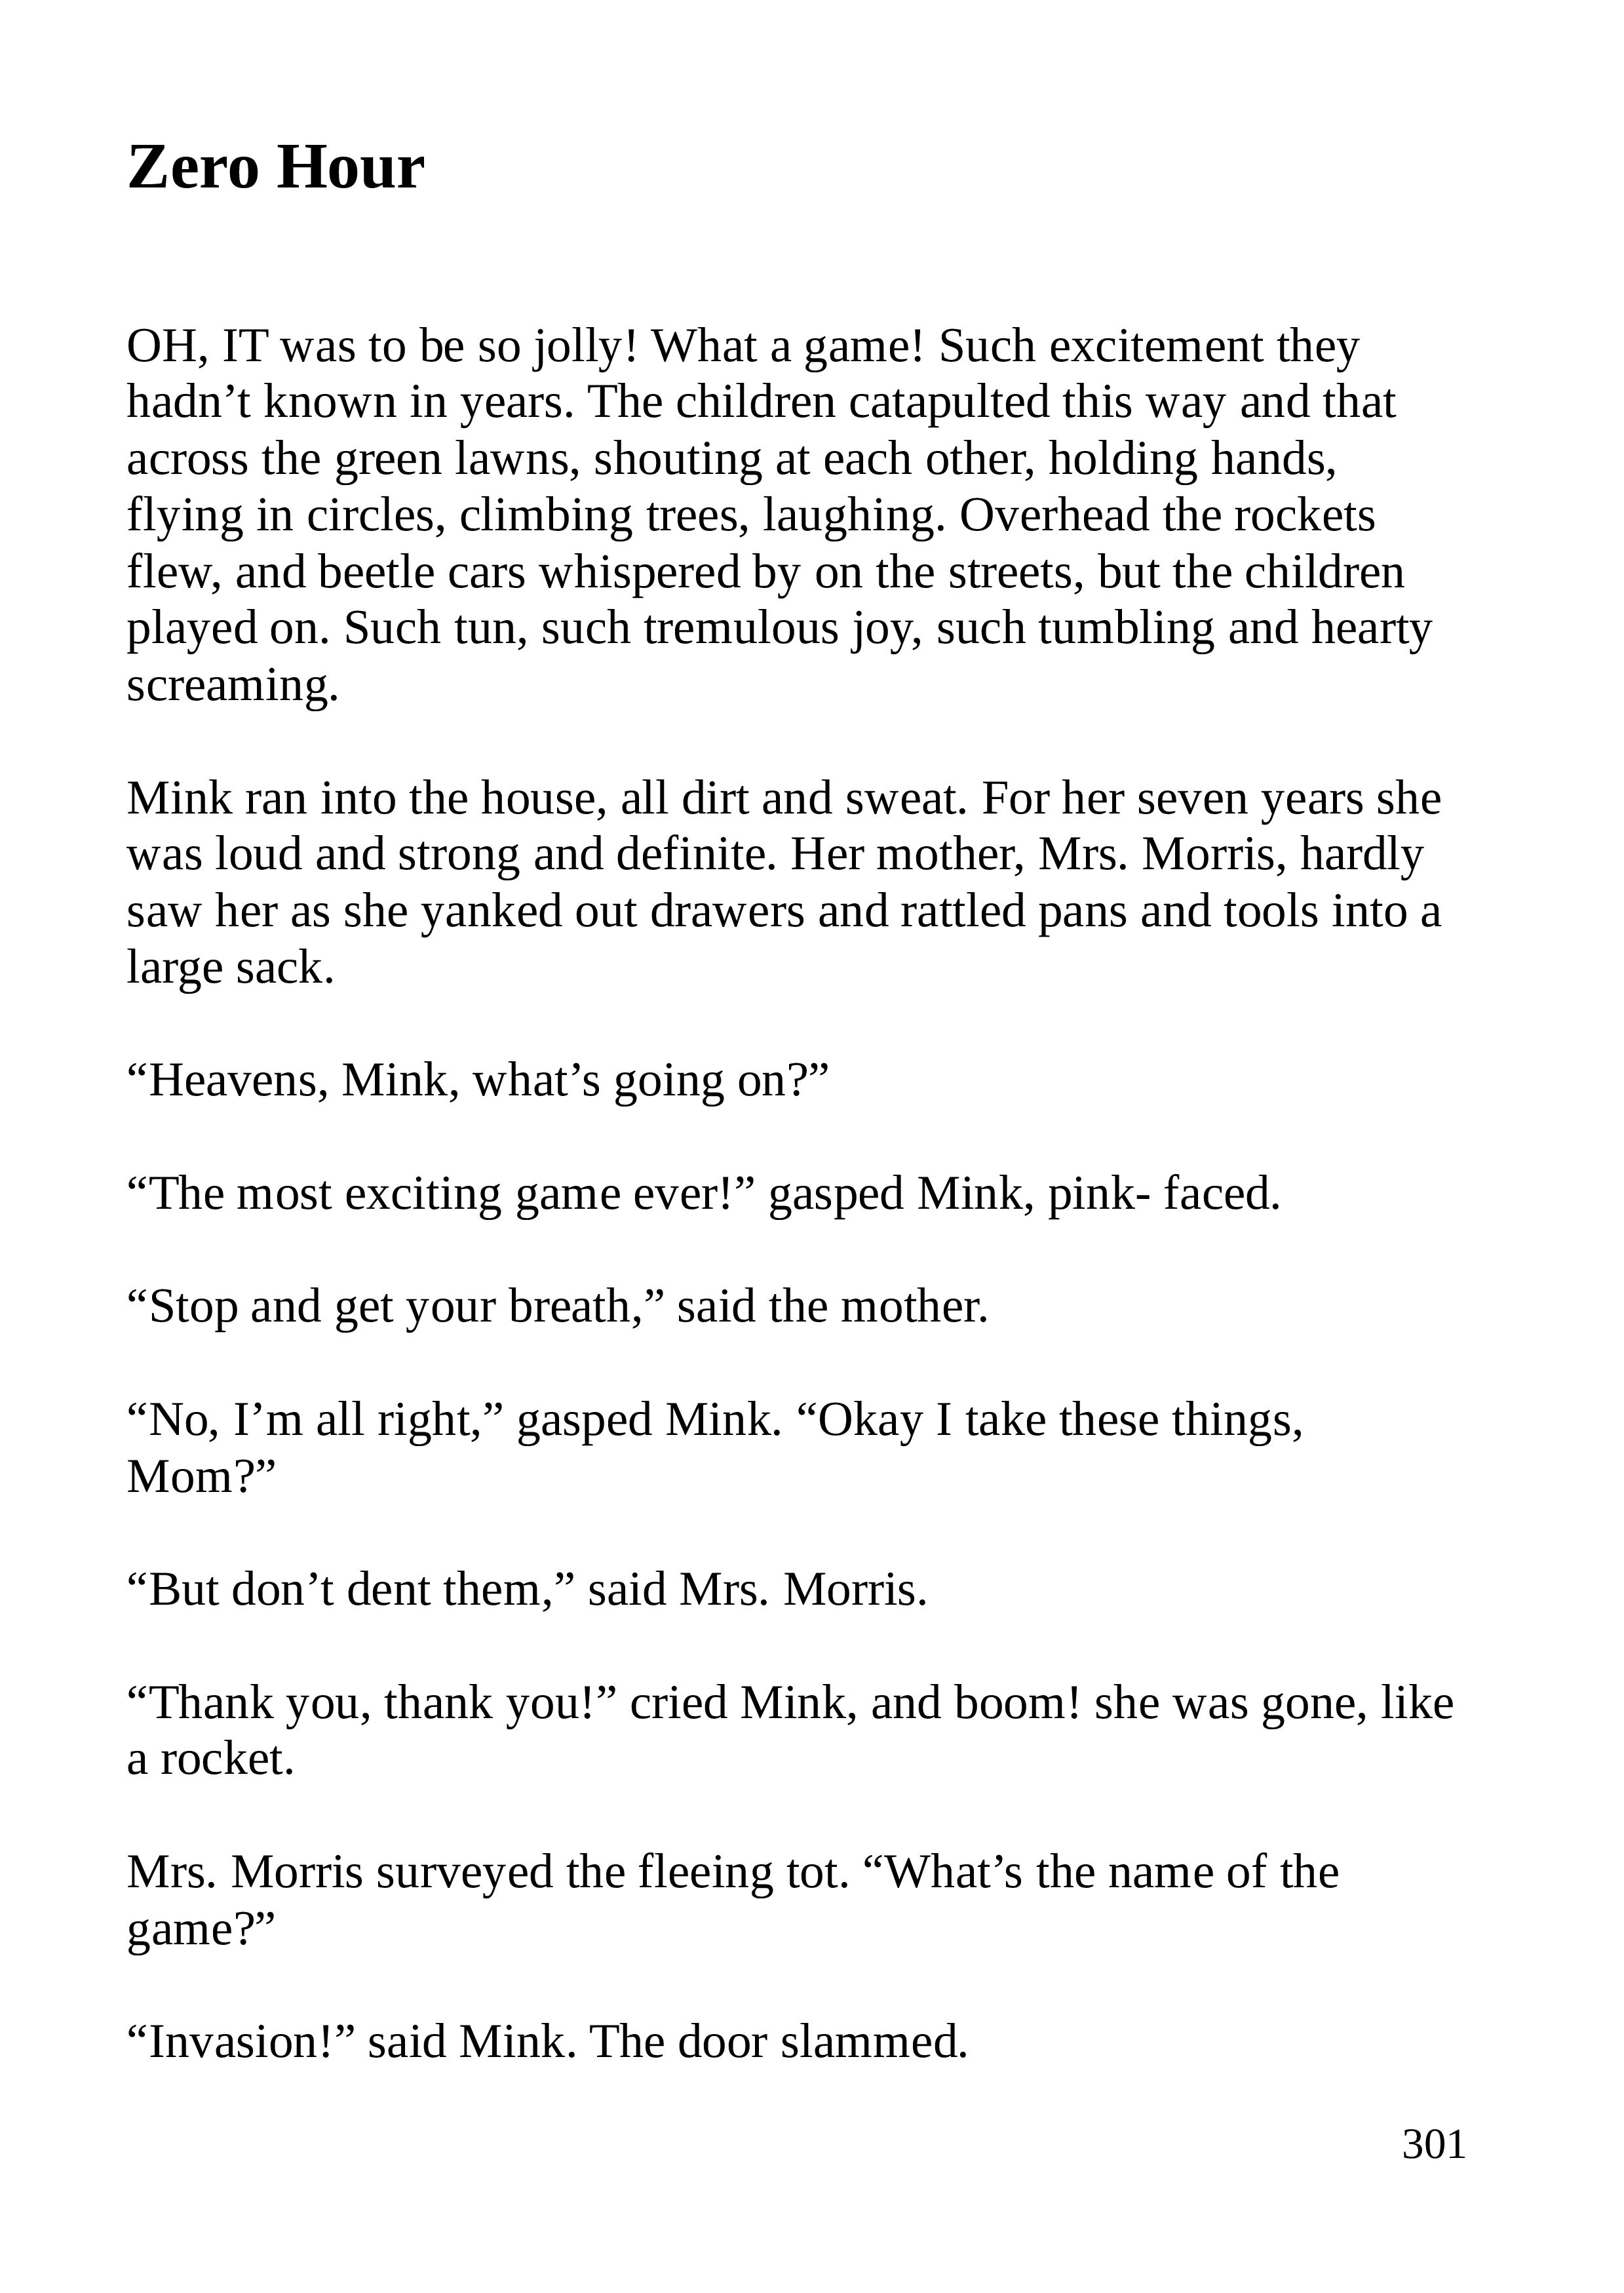 Zero Hour
OH, IT was to be so jolly! What a game! Such excitement they
hadn’t known in years. The children catapulted this way and that
across the green lawns, shouting at each other, holding hands,
flying in circles, climbing trees, laughing. Overhead the rockets
flew, and beetle cars whispered by on the streets, but the children
played on. Such tun, such tremulous joy, such tumbling and hearty
screaming.
Mink ran into the house, all dirt and sweat. For her seven years she
was loud and strong and definite. Her mother, Mrs. Morris, hardly
saw her as she yanked out drawers and rattled pans and tools into a
large sack.
“Heavens, Mink, what’s going on?”
“The most exciting game ever!” gasped Mink, pink- faced.
“Stop and get your breath,” said the mother.
“No, I’m all right,” gasped Mink. “Okay I take these things,
Mom?”
“But don’t dent them,” said Mrs. Morris.
“Thank you, thank you!” cried Mink, and boom! she was gone, like
a rocket.
Mrs. Morris surveyed the fleeing tot. “What’s the name of the
game?”
“Invasion!” said Mink. The door slammed.
301